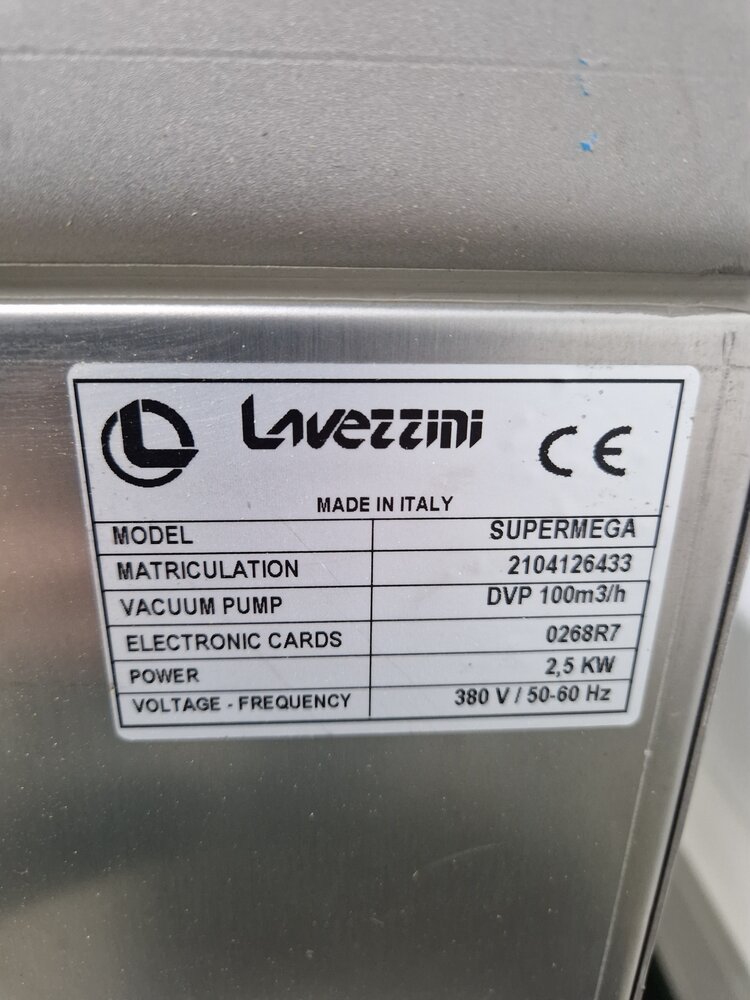 Lavezzini
CE
MADE IN ITALY
MODEL SUPERMEGA
MATRICULATION 2104126433
VACUUM PUMP DVP 100m3/h
ELECTRONIC CARDS 0268R7
POWER 2,5 KW
VOLTAGE - FREQUENCY 380 V / 50-60 Hz